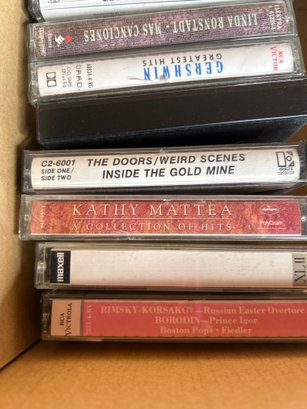 LINDA RONSTADT. MAS CANCIONES
ELEKTRA
GERSHWIN
GREATEST HITS
RCA
VICTOR
C2-6001
SIDE ONE/
SIDE TWO
THE DOORS/WEIRD SCENES
INSIDE THE GOLD MINE
KATHY MATTEA
A COLLECTION OF HITS
PolyGram
maxell
RCA
VICTROLA
RIMSKY-KORSAKOV—Russian Easter Overture
BORODIN—Prince Igor
Boston Pops · Fiedler